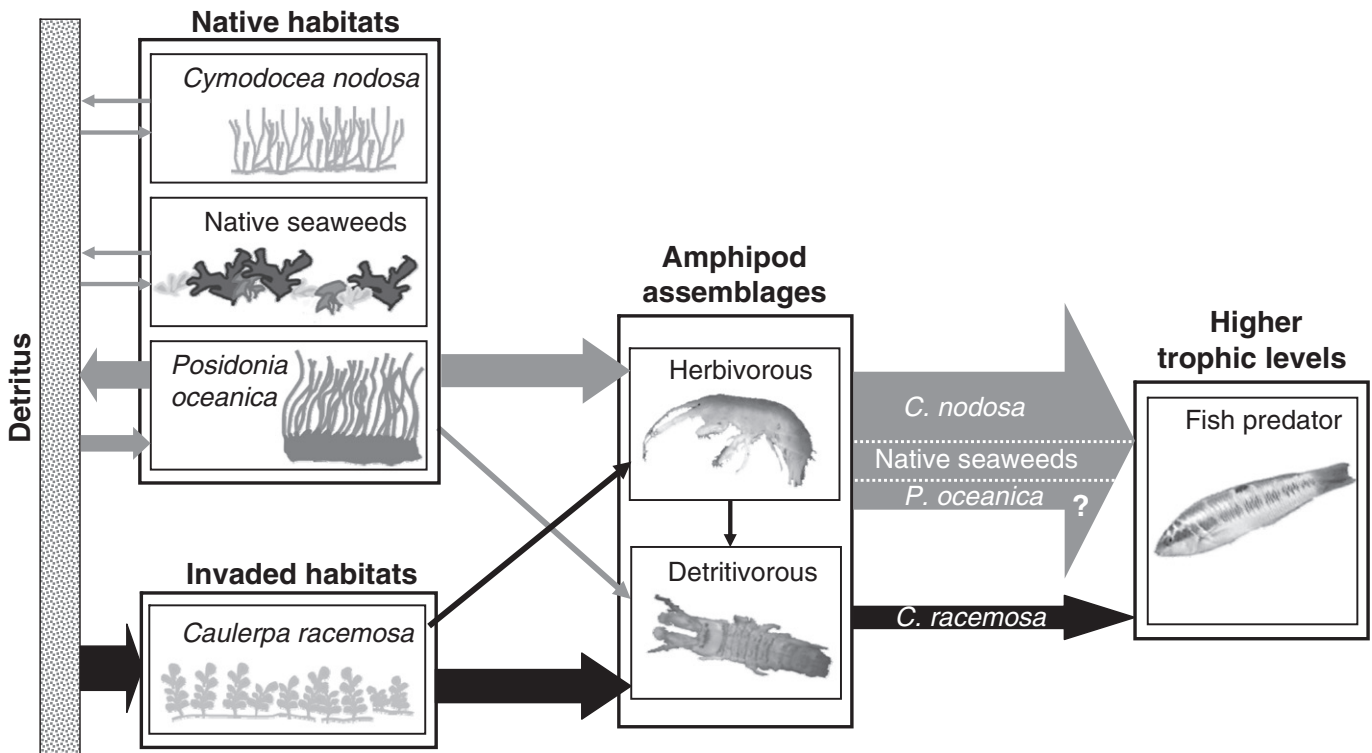 Native habitats
Cymodocea nodosa
Native seaweeds
Posidonia
oceanica
Detritus
Invaded habitats
Caulerpa racemosa
Amphipod
assemblages
Herbivorous
Detritivorous
C. nodosa
Native seaweeds
P. oceanica
?
C. racemosa
Higher
trophic levels
Fish predator